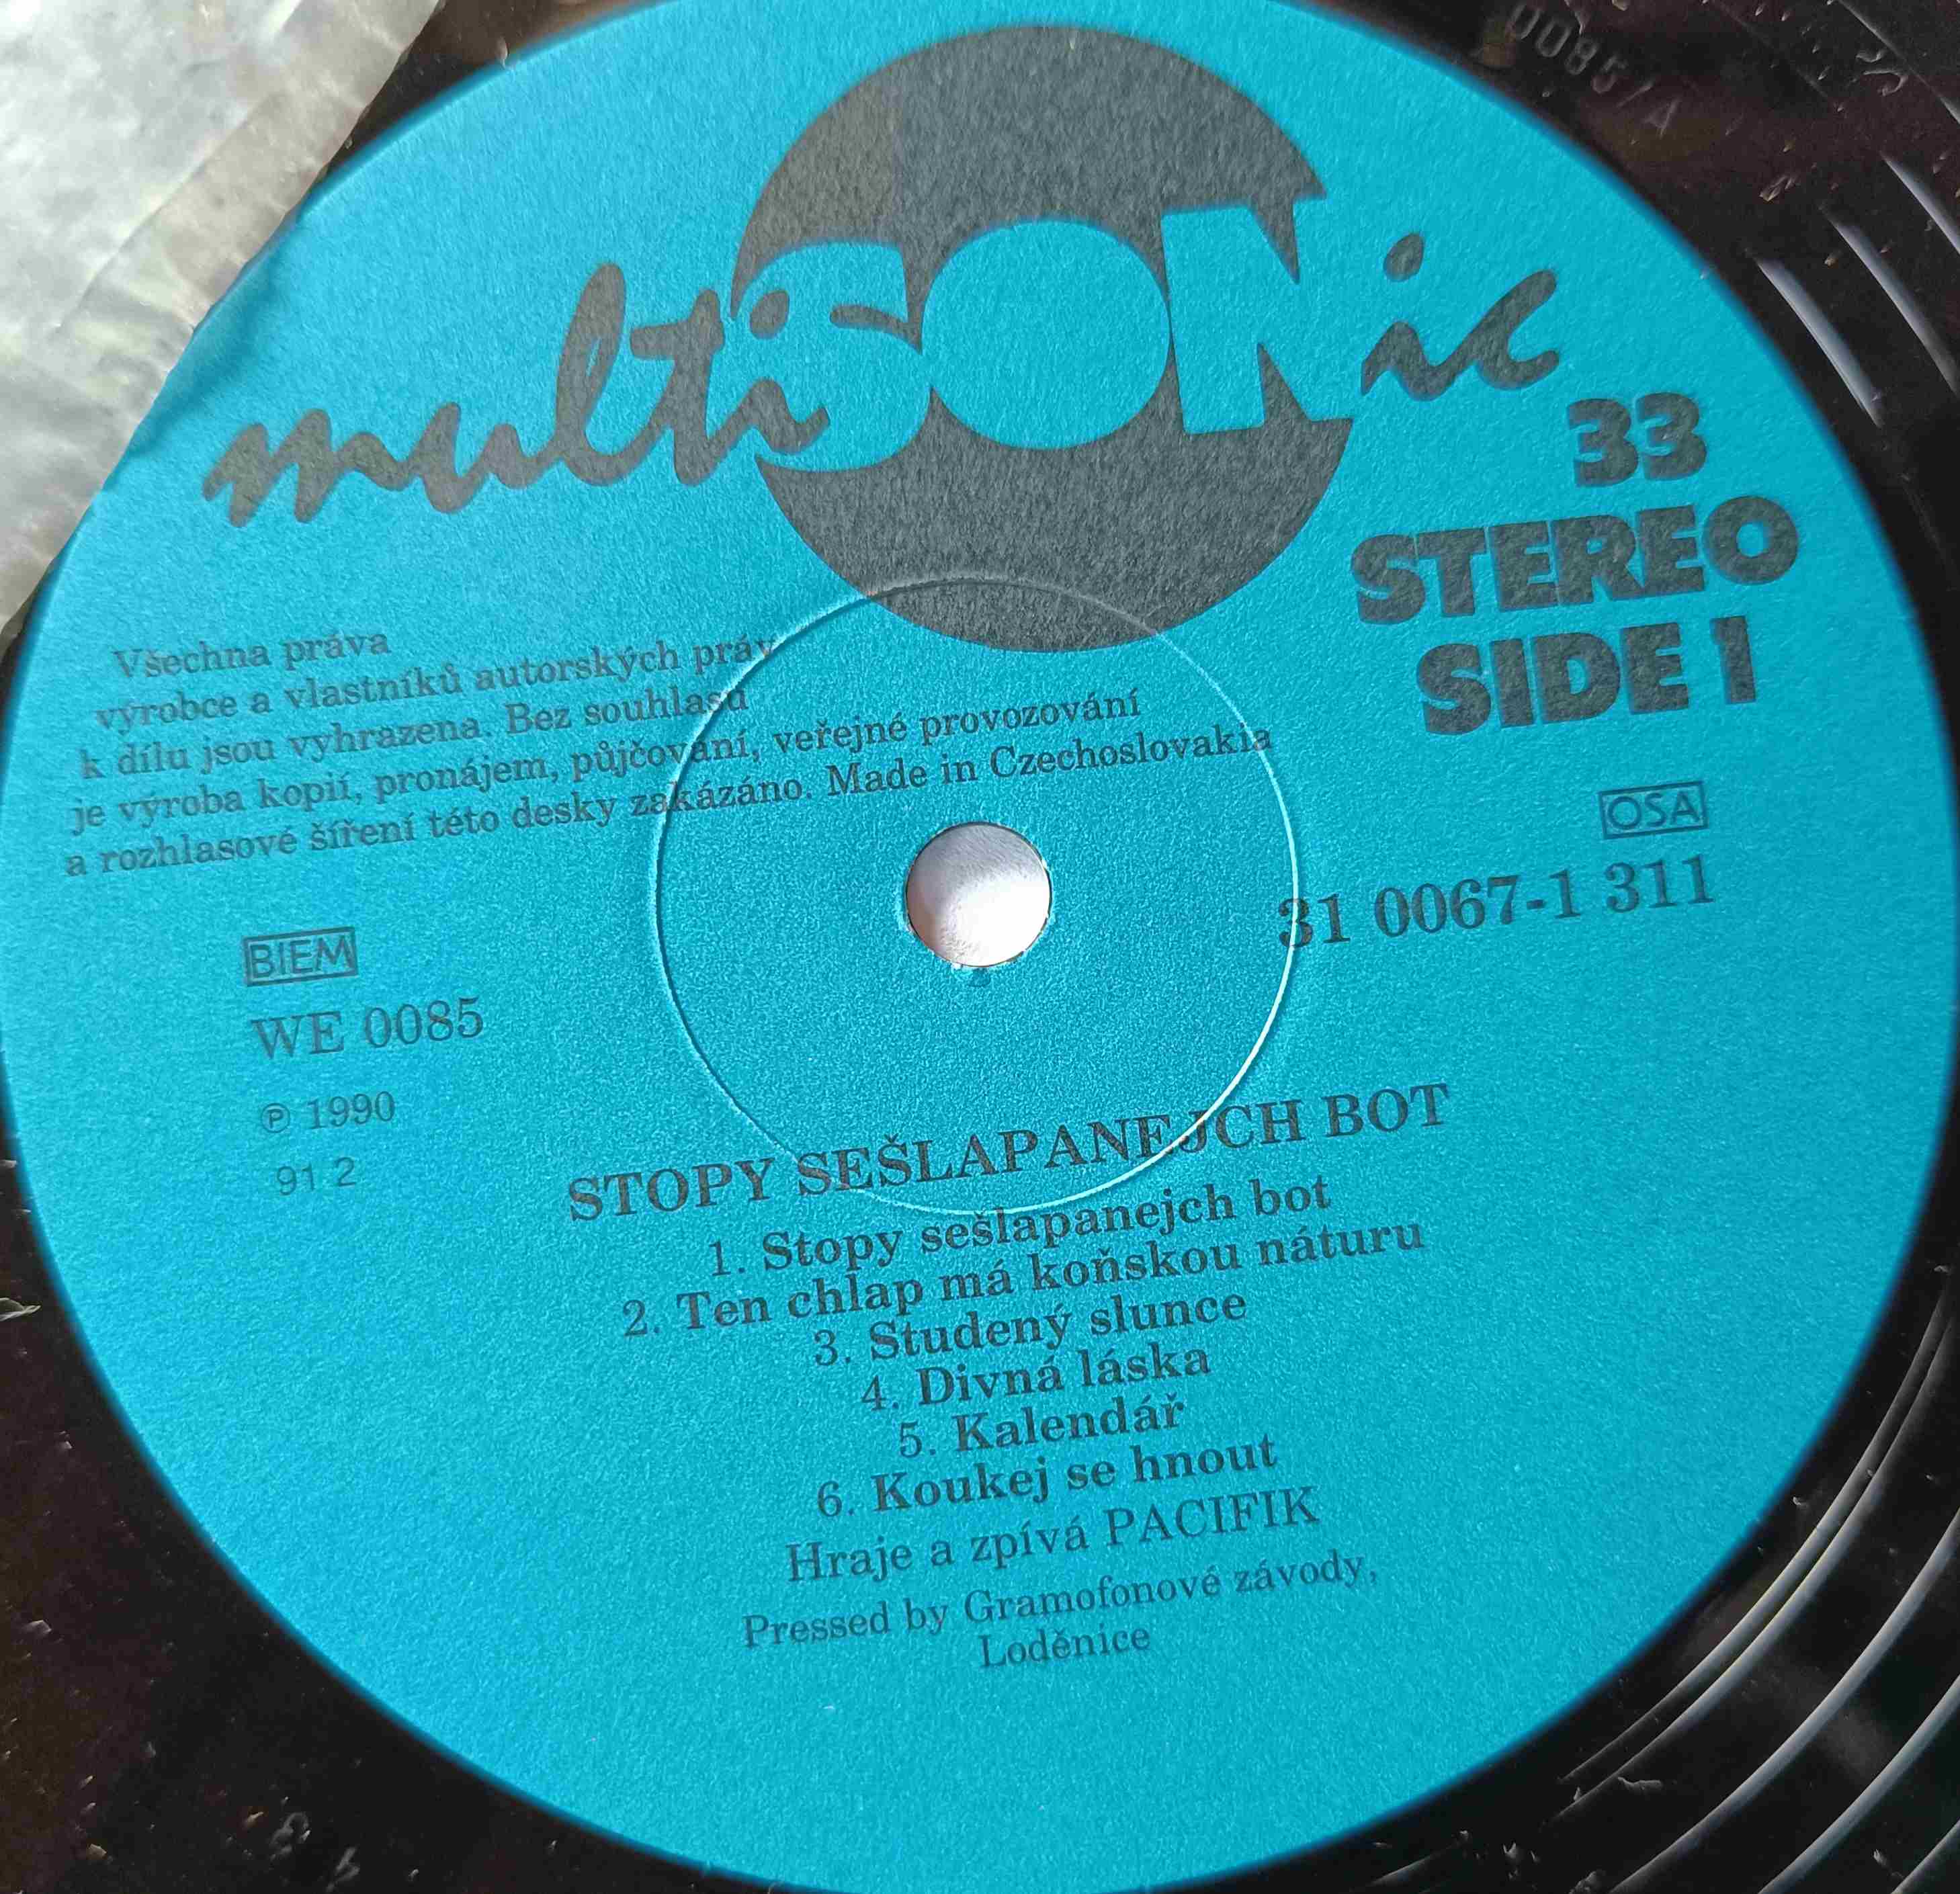 0085/A
multiSONic
33
STEREO
SIDE 1
Všechna práva
výrobce a vlastníků autorských práv
k dílu jsou vyhrazena. Bez souhlasu
je výroba kopií, pronájem, půjčování, veřejné provozování
a rozhlasové šíření této desky zakázáno. Made in Czechoslovakia
OSA
31 0067-1 311
BIEM
WE 0085
℗ 1990
91 2
STOPY SEŠLAPANEJCH BOT
1. Stopy sešlapanejch bot
2. Ten chlap má koňskou náturu
3. Studený slunce
4. Divná láska
5. Kalendář
6. Koukej se hnout
Hraje a zpívá PACIFIK
Pressed by Gramofonové závody,
Loděnice